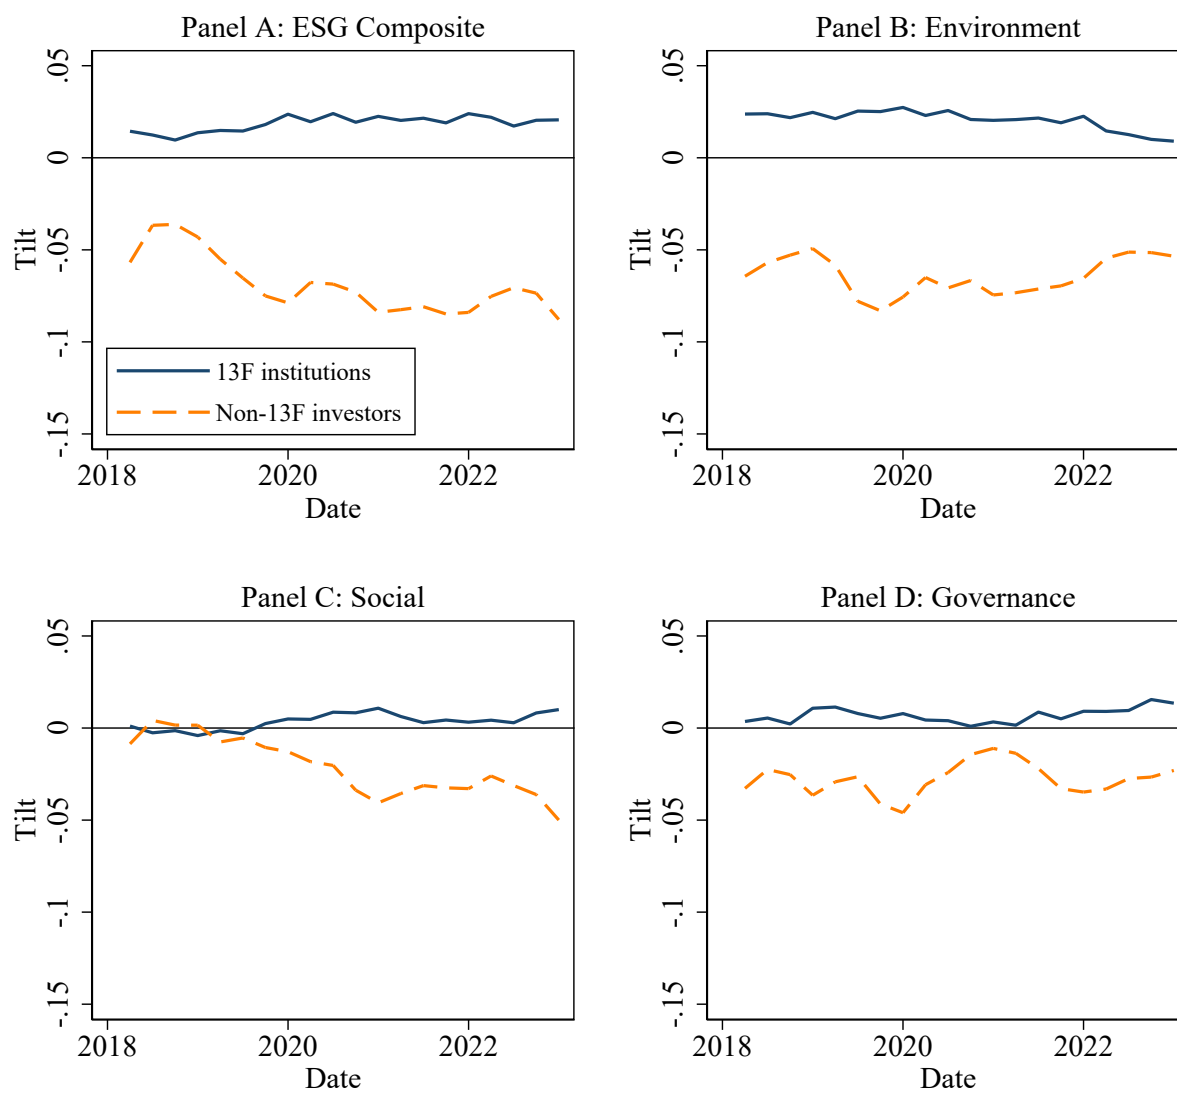 Panel A: ESG Composite
.05
0
-.05
-.1
-.15
Tilt
13F institutions
Non-13F investors
2018 2020 2022
Date
Panel B: Environment
.05
0
-.05
-.1
-.15
Tilt
2018 2020 2022
Date
Panel C: Social
.05
0
-.05
-.1
-.15
Tilt
2018 2020 2022
Date
Panel D: Governance
.05
0
-.05
-.1
-.15
Tilt
2018 2020 2022
Date